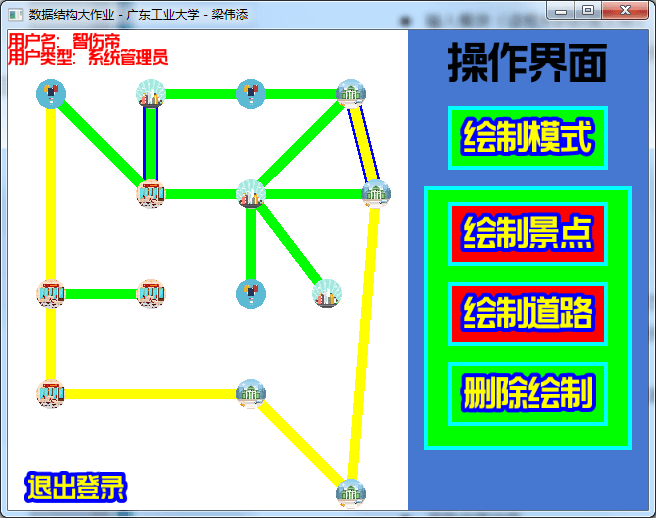 数据结构大作业 - 广东工业大学 - 梁伟添
用户名：智伤帝
用户类型：系统管理员
操作界面
绘制模式
绘制景点
绘制道路
删除绘制
退出登录